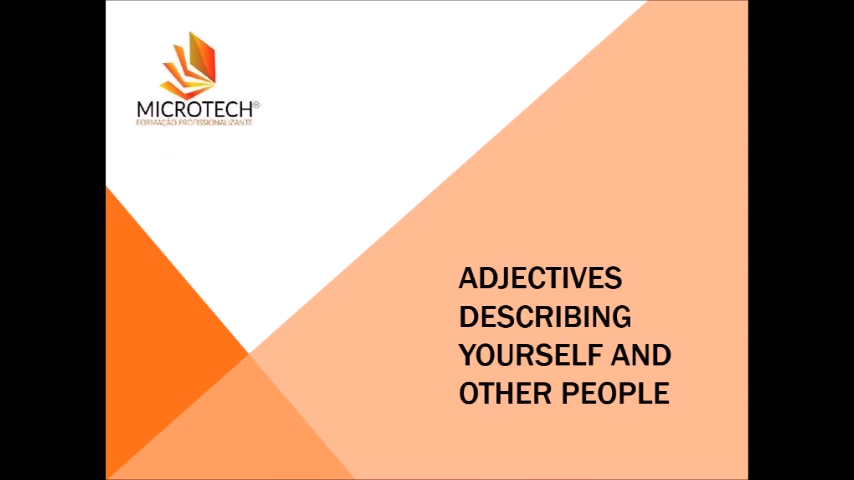 MICROTECH®
FORMAÇÃO PROFISSIONALIZANTE
ADJECTIVES
DESCRIBING
YOURSELF AND
OTHER PEOPLE